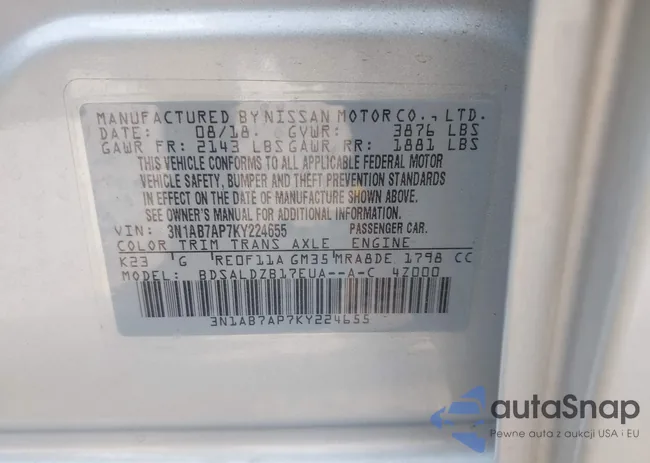 MANUFACTURED BY NISSAN MOTOR CO., LTD.
DATE: 08/18. GVWR: 3876 LBS
GAWR FR: 2143 LBS GAWR RR: 1881 LBS
THIS VEHICLE CONFORMS TO ALL APPLICABLE FEDERAL MOTOR
VEHICLE SAFETY, BUMPER AND THEFT PREVENTION STANDARDS
IN EFFECT ON THE DATE OF MANUFACTURE SHOWN ABOVE.
SEE OWNER'S MANUAL FOR ADDITIONAL INFORMATION.
VIN: 3N1AB7AP7KY224655 PASSENGER CAR.
COLOR TRIM TRANS AXLE ENGINE
K23 G RE0F11A GM35 MRA8DE 1798 CC
MODEL: BDSALDZB17EUA--A-C 4Z000
3N1AB7AP7KY224655
autoSnap
Pewne auta z aukcji USA i EU